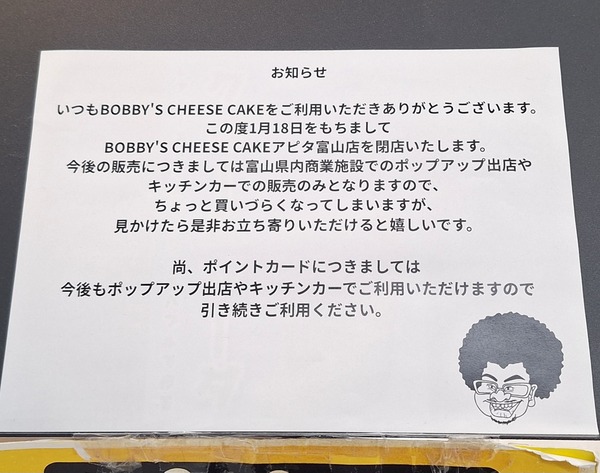 お知らせ
いつもBOBBY'S CHEESE CAKEをご利用いただきありがとうございます。
この度1月18日をもちまして
BOBBY'S CHEESE CAKEアピタ富山店を閉店いたします。
今後の販売につきましては富山県内商業施設でのポップアップ出店や
キッチンカーでの販売のみとなりますので、
ちょっと買いづらくなってしまいますが、
見かけたら是非お立ち寄りいただけると嬉しいです。
尚、ポイントカードにつきましては
今後もポップアップ出店やキッチンカーでご利用いただけますので
引き続きご利用ください。